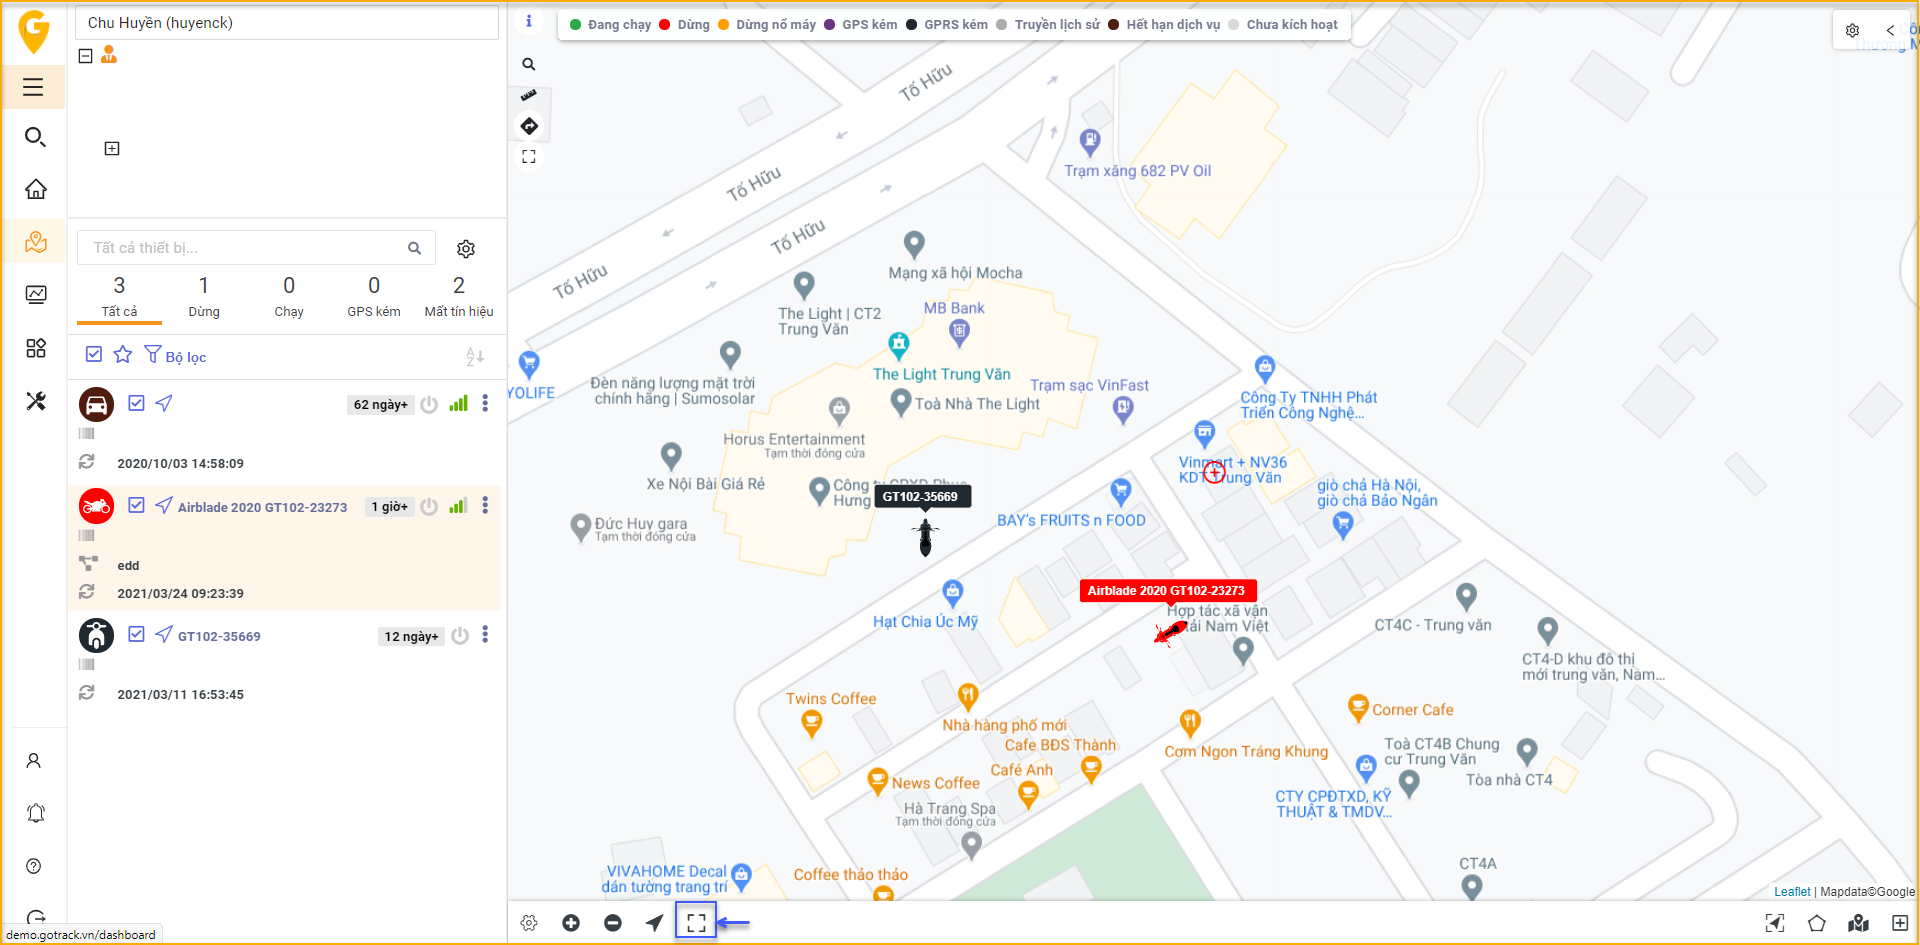 Chu Huyền (huyenck)
Tất cả thiết bị...
3
Tất cả
1
Dừng
0
Chạy
0
GPS kém
2
Mất tín hiệu
Bộ lọc
62 ngày+
2020/10/03 14:58:09
Airblade 2020 GT102-23273
1 giờ+
edd
2021/03/24 09:23:39
GT102-35669
12 ngày+
2021/03/11 16:53:45
demo.gotrack.vn/dashboard
Đang chạy
Dừng
Dừng nổ máy
GPS kém
GPRS kém
Truyền lịch sử
Hết hạn dịch vụ
Chưa kích hoạt
Tố Hữu
Tố Hữu
Tố Hữu
Tố Hữu
Trạm xăng 682 PV Oil
Mạng xã hội Mocha
The Light | CT2
Trung Văn
MB Bank
The Light Trung Văn
Trạm sạc VinFast
YOLIFE
Đèn năng lượng mặt trời
chính hãng | Sumosolar
Toà Nhà The Light
Công Ty TNHH Phát
Triển Công Nghệ...
Horus Entertainment
Tạm thời đóng cửa
Vinmart + NV36
KDT Trung Văn
Xe Nội Bài Giá Rẻ
Hưng
GT102-35669
giò chả Hà Nội,
giò chả Bảo Ngân
BAY's FRUITS n FOOD
Đức Huy gara
Tạm thời đóng cửa
Airblade 2020 GT102-23273
Hợp tác xã vận
tải Nam Việt
Hạt Chia Úc Mỹ
CT4C - Trung văn
CT4-D khu đô thị
mới trung văn, Nam...
Twins Coffee
Nhà hàng phố mới
Corner Cafe
Cafe BĐS Thành
Cơm Ngon Tráng Khung
Toà CT4B Chung
cư Trung Văn
Café Anh
News Coffee
Tòa nhà CT4
Hà Trang Spa
Tạm thời đóng cửa
CTY CPĐTXD, KỸ
THUẬT & TMDV...
VIVAHOME Decal
dán tường trang trí
Coffee thảo thảo
CT4A
Leaflet | Mapdata©Google